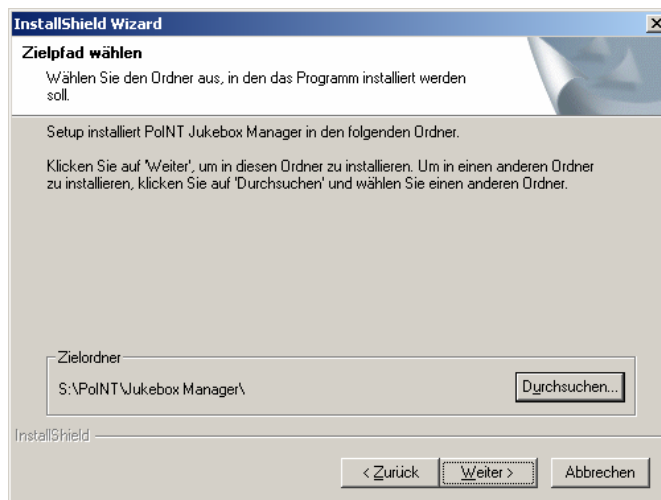 InstallShield Wizard
Zielpfad wählen
Wählen Sie den Ordner aus, in den das Programm installiert werden
soll.
Setup installiert PoINT Jukebox Manager in den folgenden Ordner.
Klicken Sie auf 'Weiter', um in diesen Ordner zu installieren. Um in einen anderen Ordner
zu installieren, klicken Sie auf 'Durchsuchen' und wählen Sie einen anderen Ordner.
Zielordner
S:\PoINT\Jukebox Manager\
Durchsuchen...
InstallShield
< Zurück
Weiter >
Abbrechen